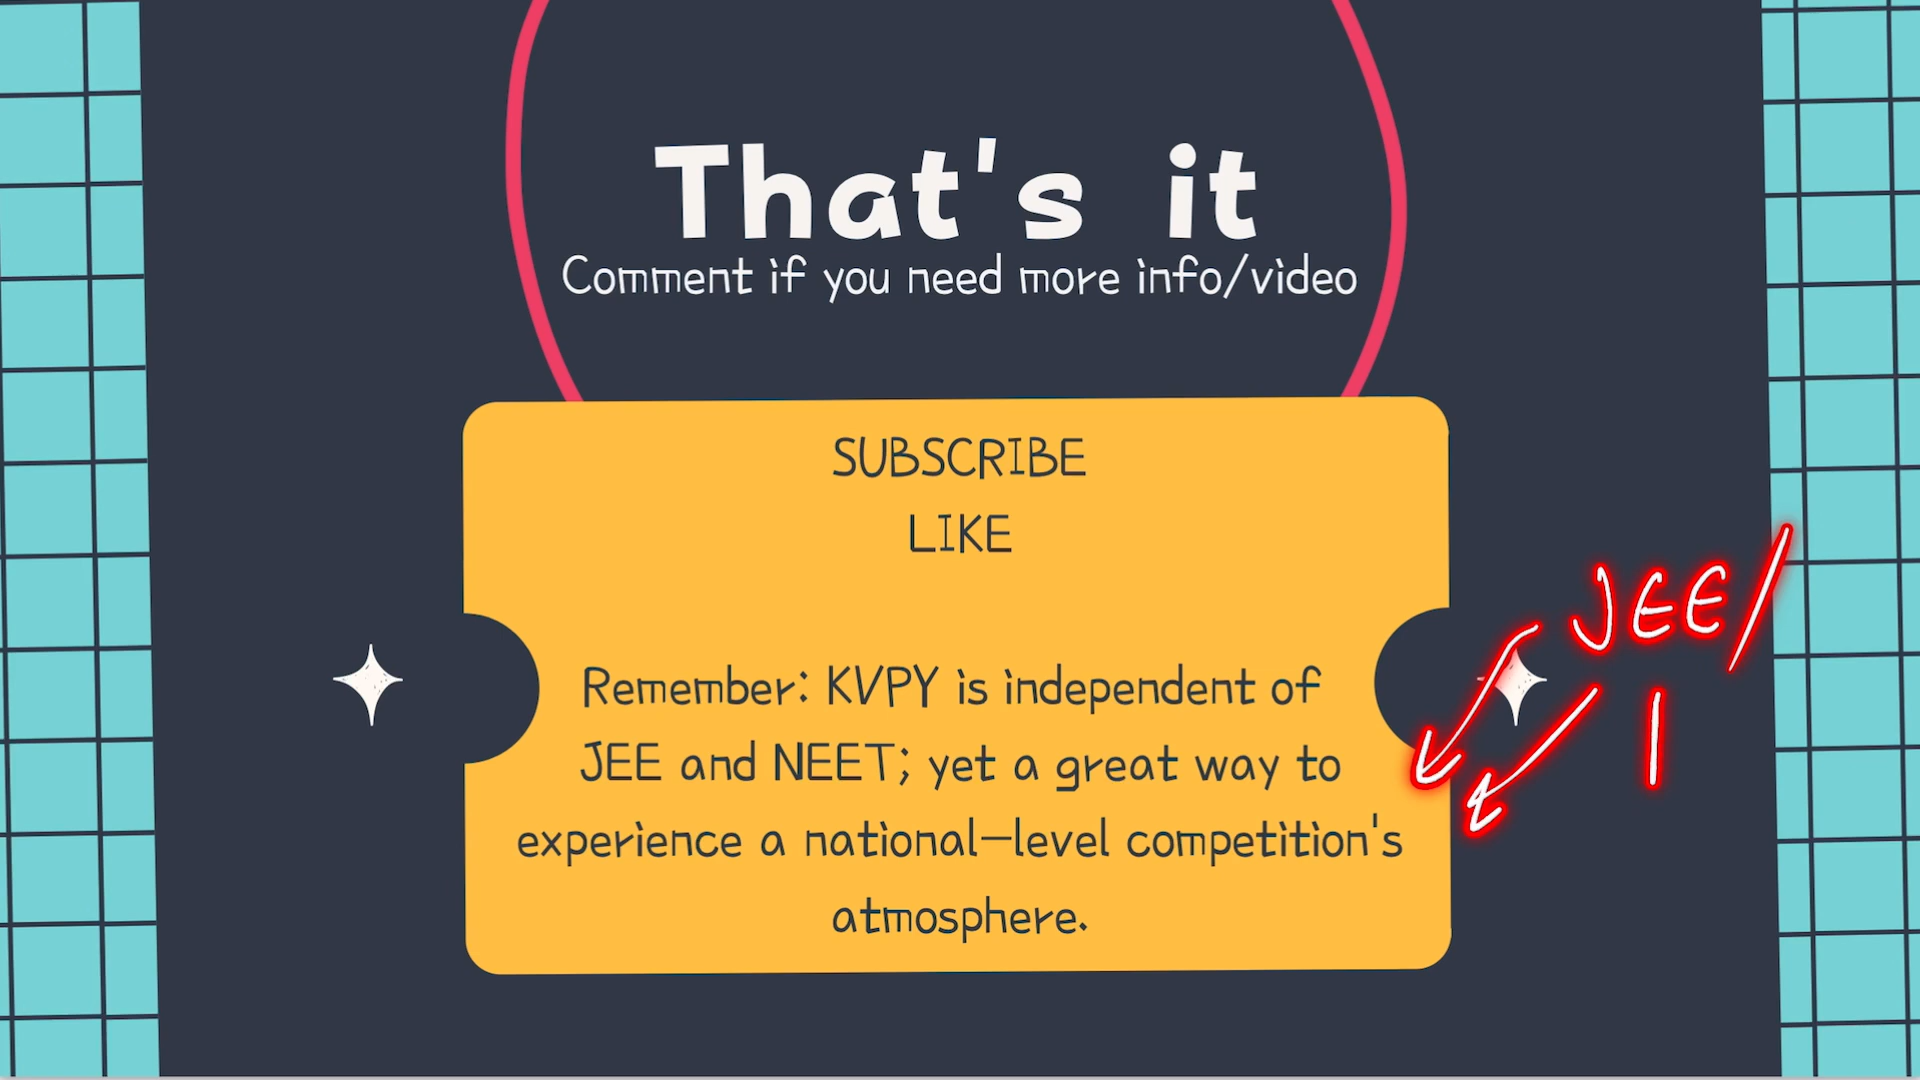 That's it
Comment if you need more info/video
SUBSCRIBE
LIKE
Remember: KVPY is independent of
JEE and NEET; yet a great way to
experience a national-level competition's
atmosphere.
JEE/